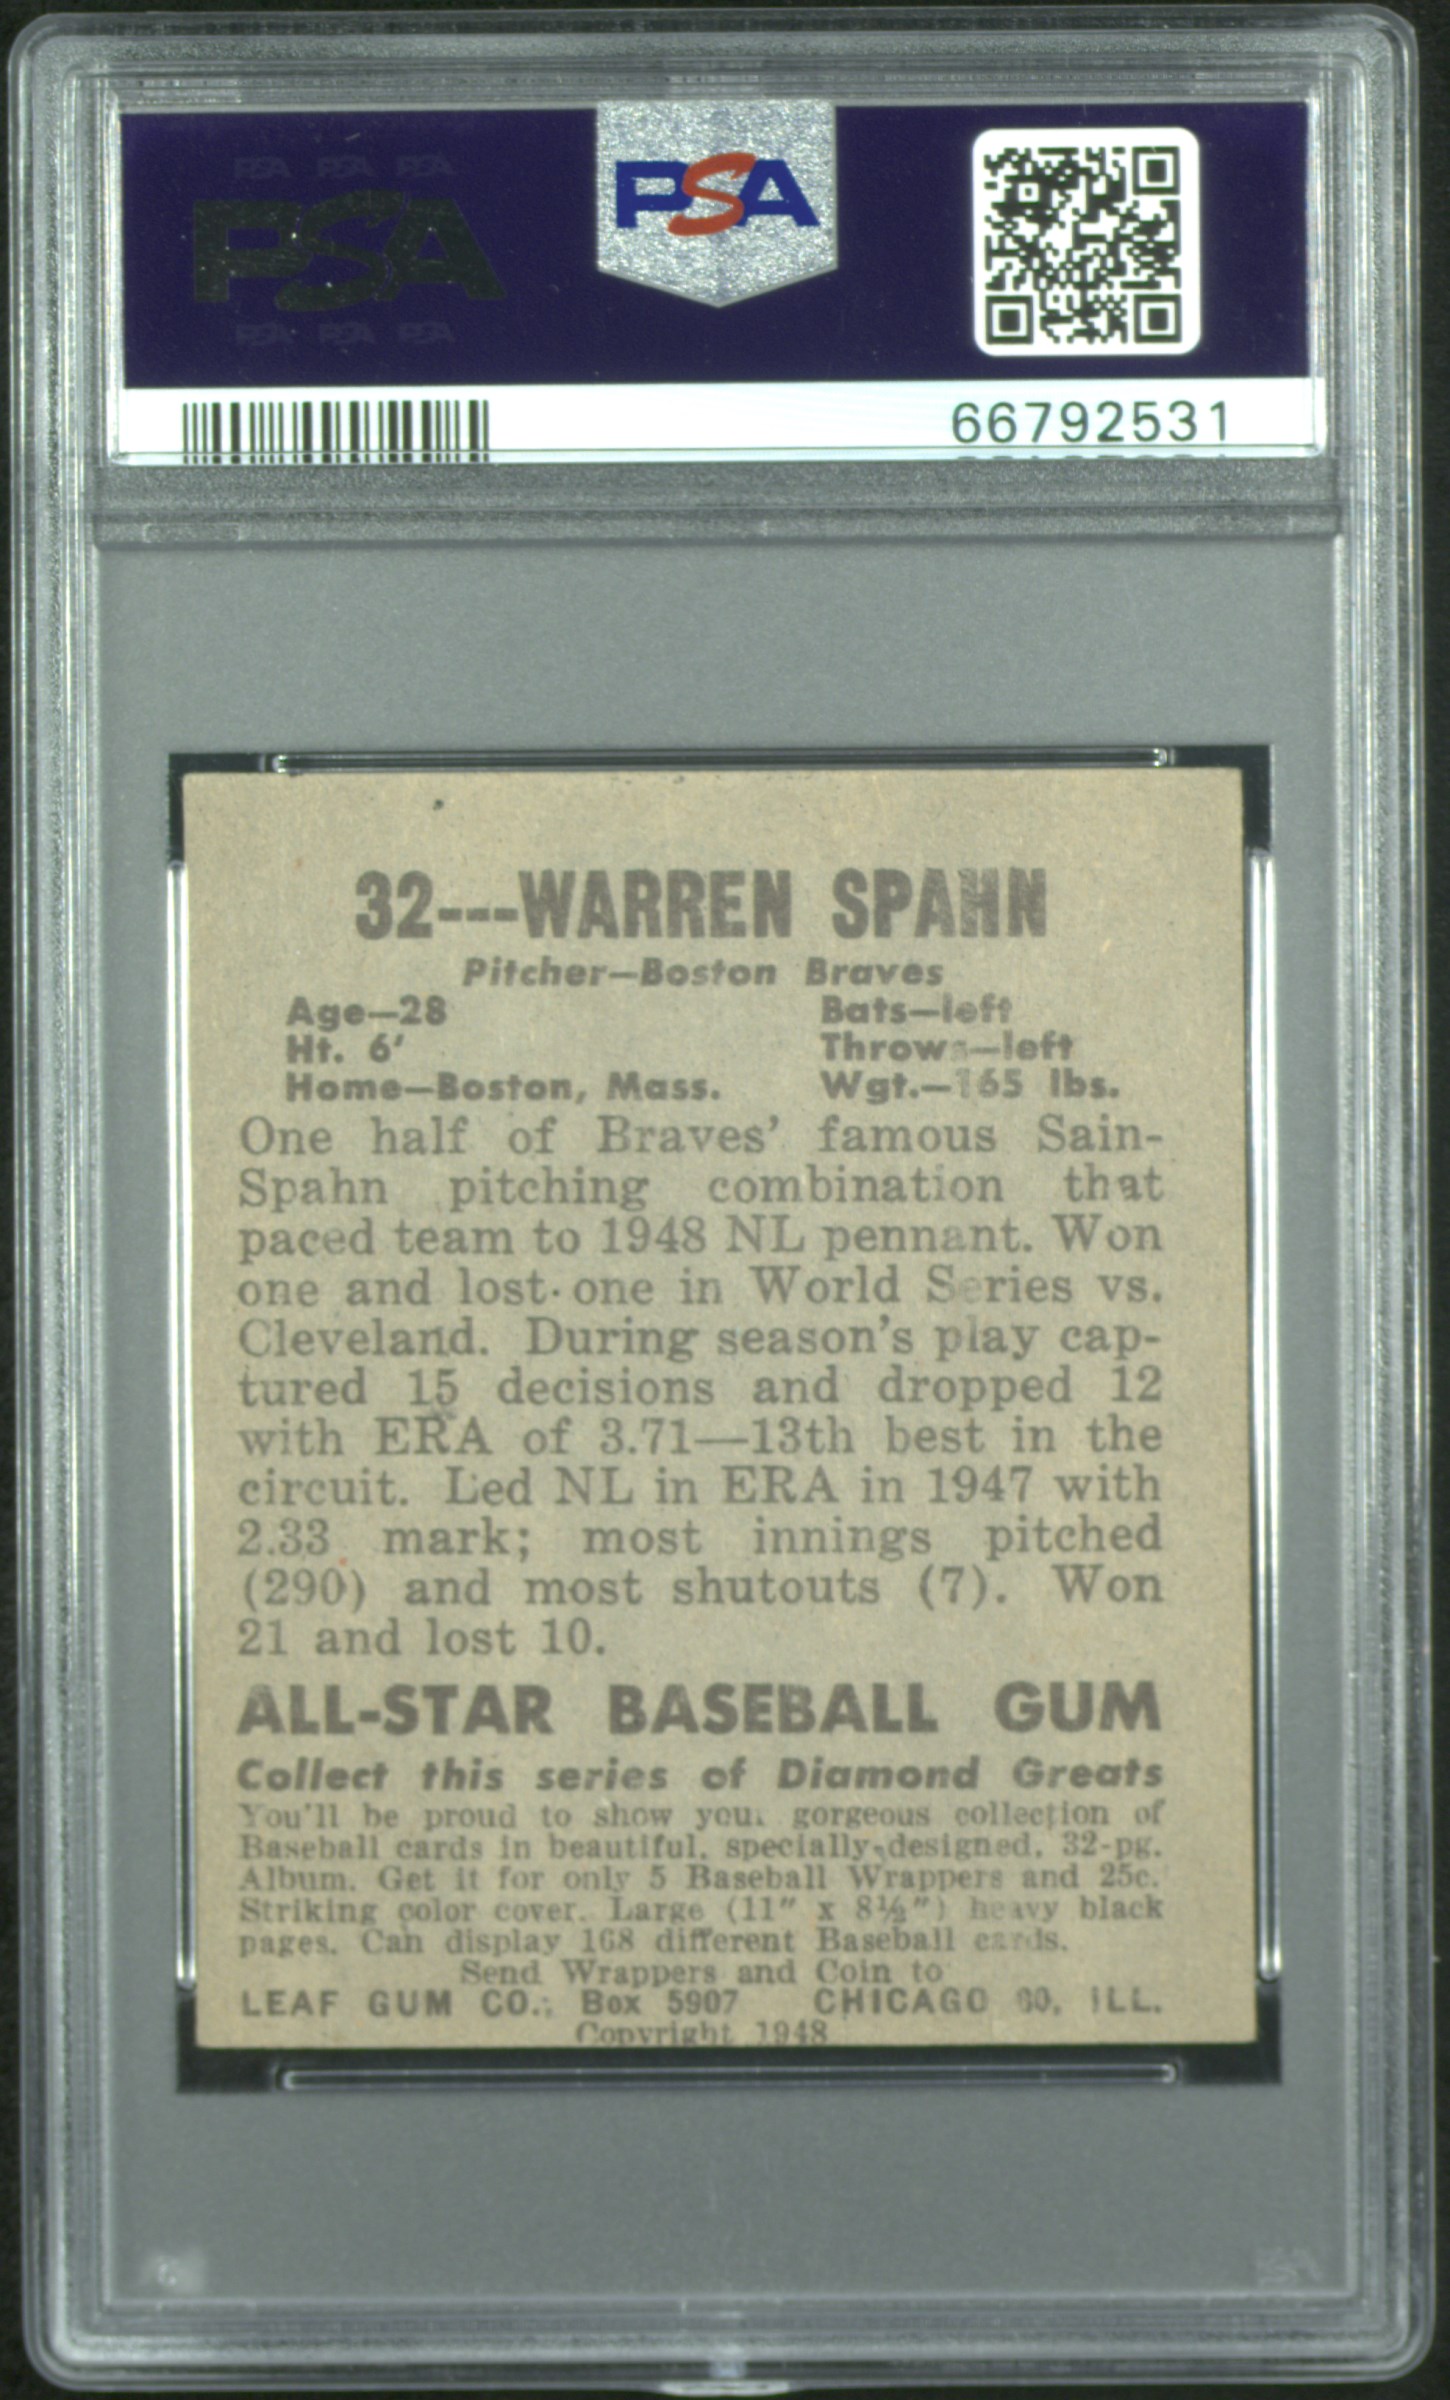 PSA PSA PSA
PSA
PSA PSA PSA
PSA
66792531
32---WARREN SPAHN
Pitcher—Boston Braves
Age—28 Bats—left
Ht. 6' Throws—left
Home—Boston, Mass. Wgt.—165 lbs.
One half of Braves' famous Sain-
Spahn pitching combination that
paced team to 1948 NL pennant. Won
one and lost one in World Series vs.
Cleveland. During season's play cap-
tured 15 decisions and dropped 12
with ERA of 3.71—13th best in the
circuit. Led NL in ERA in 1947 with
2.33 mark; most innings pitched
(290) and most shutouts (7). Won
21 and lost 10.
ALL-STAR BASEBALL GUM
Collect this series of Diamond Greats
You'll be proud to show your gorgeous collection of
Baseball cards in beautiful, specially-designed, 32-pg.
Album. Get it for only 5 Baseball Wrappers and 25c.
Striking color cover. Large (11" x 8½") heavy black
pages. Can display 168 different Baseball cards.
Send Wrappers and Coin to
LEAF GUM CO., Box 5907 CHICAGO 80, ILL.
Copyright 1948